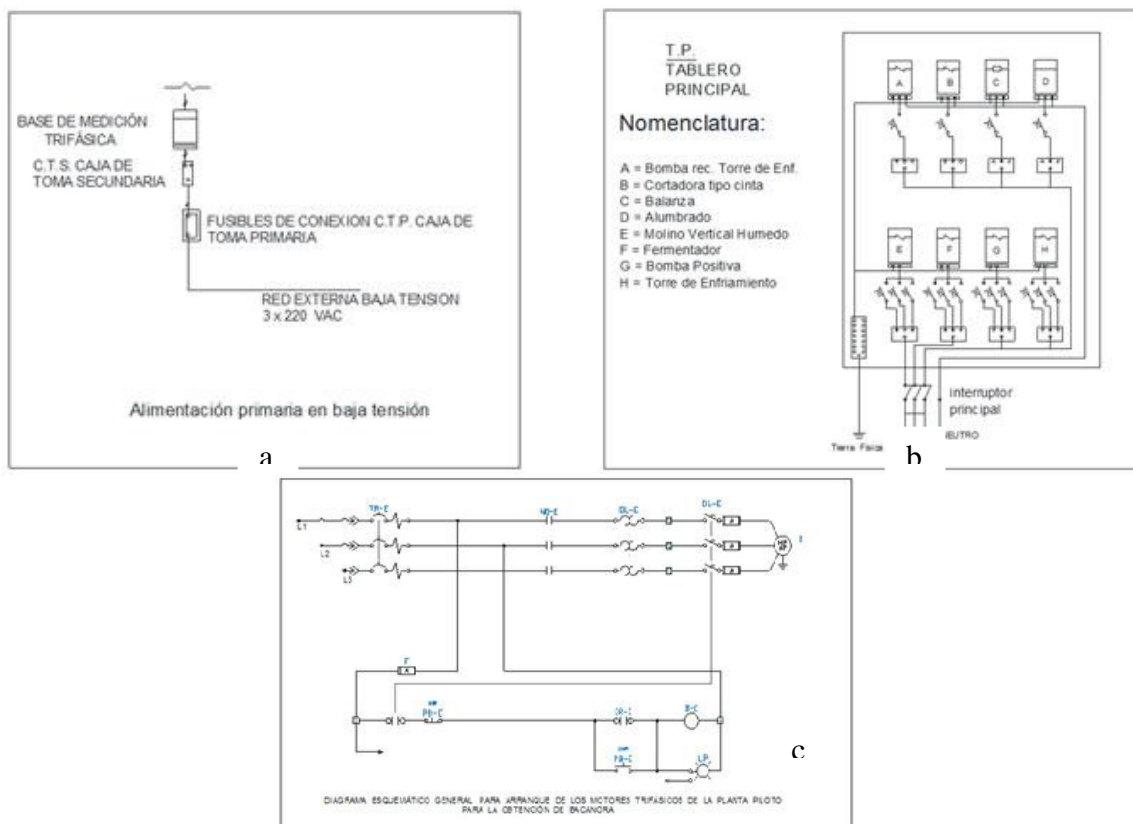 BASE DE MEDICIÓN
TRIFÁSICA
C.T.S. CAJA DE
TOMA SECUNDARIA
FUSIBLES DE CONEXION C.T.P. CAJA DE
TOMA PRIMARIA
RED EXTERNA BAJA TENSION
3 x 220 VAC
Alimentación primaria en baja tensión
a
T.P.
TABLERO
PRINCIPAL
Nomenclatura:
A = Bomba rec. Torre de Enf.
B = Cortadora tipo cinta
C = Balanza
D = Alumbrado
E = Molino Vertical Humedo
F = Fermentador
G = Bomba Positiva
H = Torre de Enfriamiento
A B C D
E F G H
interruptor
principal
Tierra Fisica
b
L1
L2
L3
F
LP
c
DIAGRAMA ESQUEMÁTICO GENERAL PARA ARRANQUE DE LOS MOTORES TRIFÁSICOS DE LA PLANTA PILOTO
PARA LA OBTENCIÓN DE BACANORA